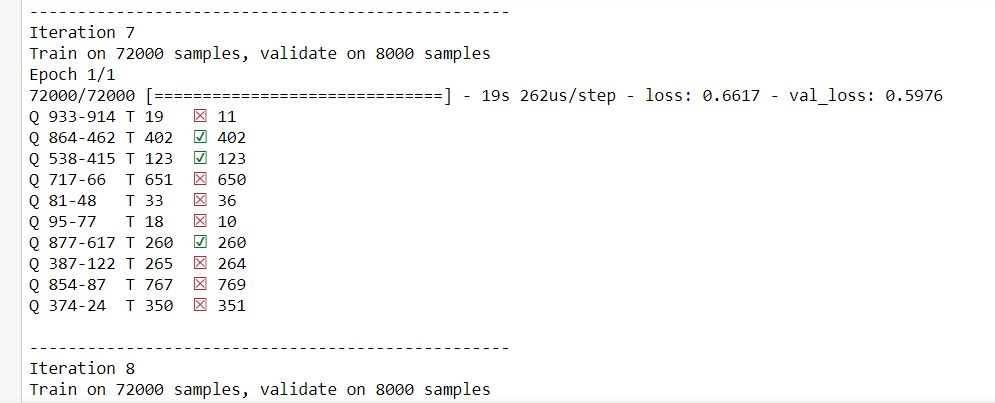 --------------------------------------------------
Iteration 7
Train on 72000 samples, validate on 8000 samples
Epoch 1/1
72000/72000 [==============================] - 19s 262us/step - loss: 0.6617 - val_loss: 0.5976
Q 933-914 T 19  ☒ 11
Q 864-462 T 402 ☑ 402
Q 538-415 T 123 ☑ 123
Q 717-66  T 651 ☒ 650
Q 81-48   T 33  ☒ 36
Q 95-77   T 18  ☒ 10
Q 877-617 T 260 ☑ 260
Q 387-122 T 265 ☒ 264
Q 854-87  T 767 ☒ 769
Q 374-24  T 350 ☒ 351
--------------------------------------------------
Iteration 8
Train on 72000 samples, validate on 8000 samples